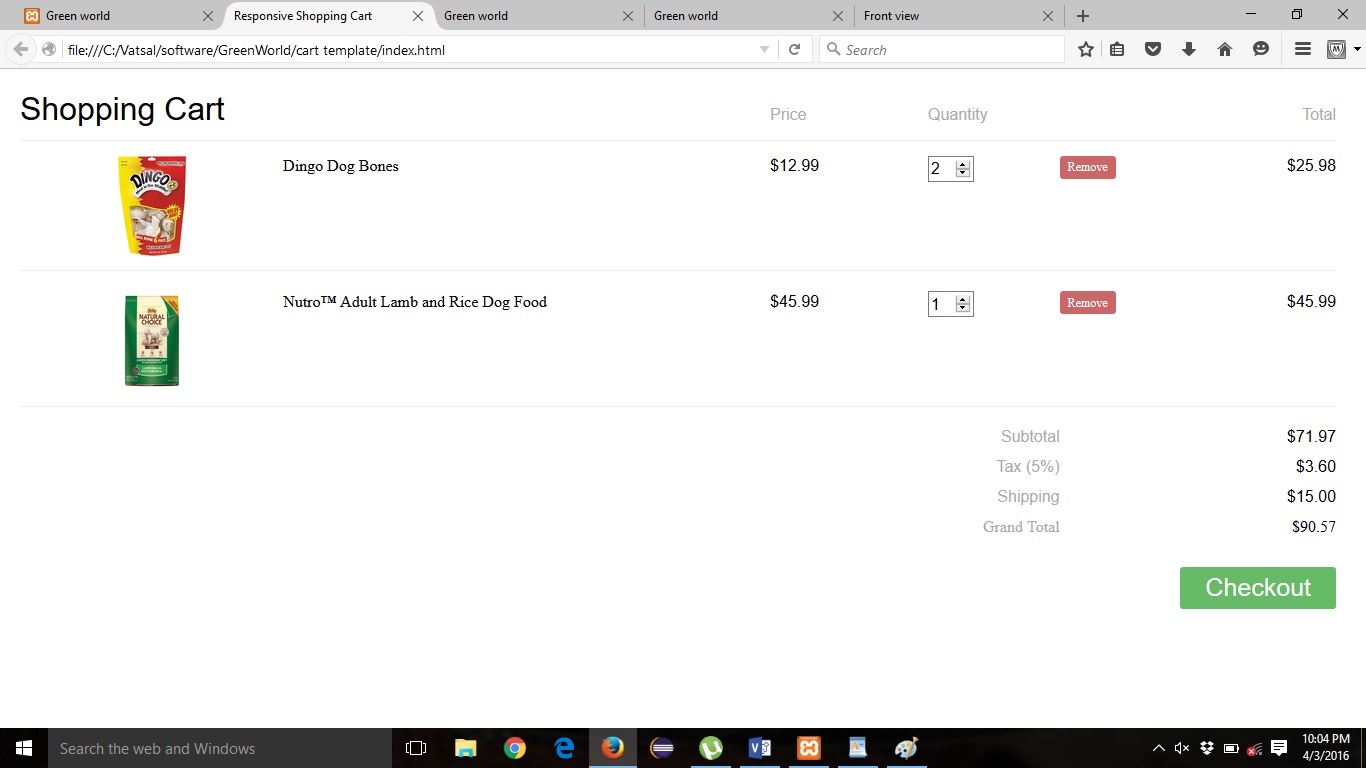 Green world
Responsive Shopping Cart
Green world
Green world
Front view
file:///C:/Vatsal/software/GreenWorld/cart template/index.html
Search
Shopping Cart
Price
Quantity
Total
DINGO
Dingo Dog Bones
$12.99
2
Remove
$25.98
NATURAL
CHOICE
Nutro™ Adult Lamb and Rice Dog Food
$45.99
1
Remove
$45.99
Subtotal
$71.97
Tax (5%)
$3.60
Shipping
$15.00
Grand Total
$90.57
Checkout
Search the web and Windows
10:04 PM
4/3/2016